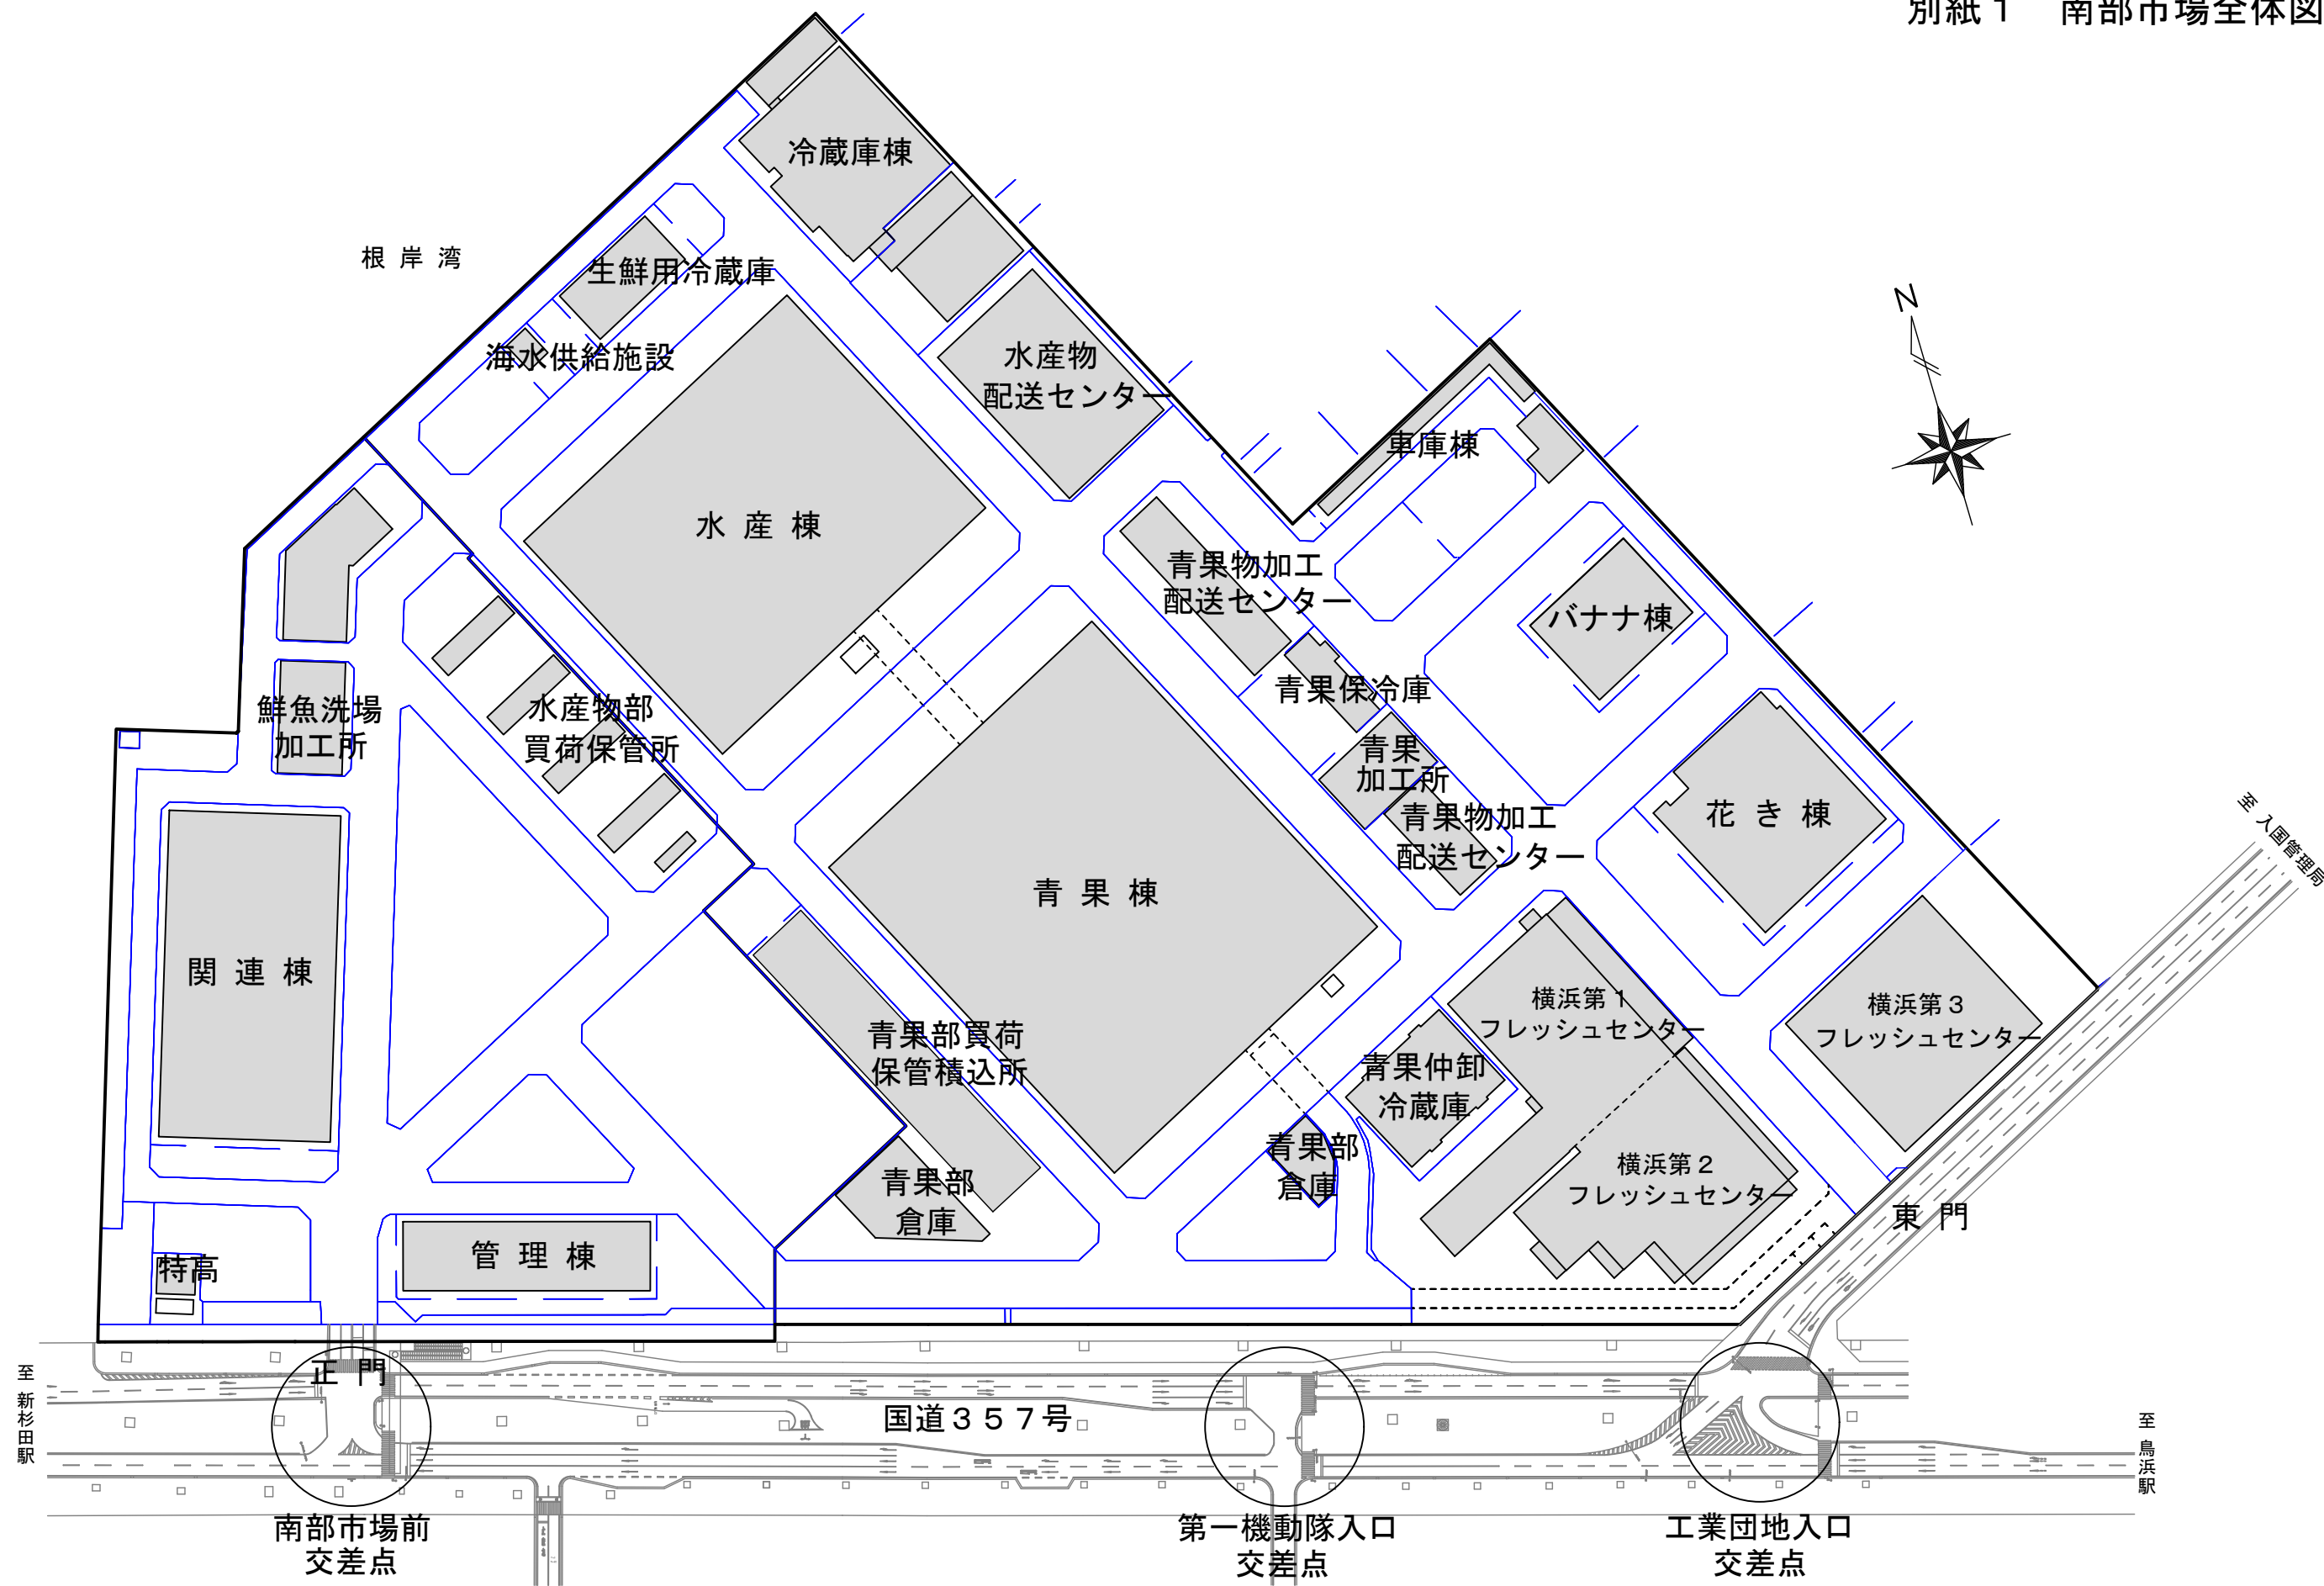 別紙１　南部市場全体図
冷蔵庫棟
根 岸 湾
生鮮用冷蔵庫
N
海水供給施設
水産物
配送センター
車庫棟
水 産 棟
青果物加工
配送センター
バナナ棟
青果保冷庫
鮮魚洗場
加工所
水産物部
買荷保管所
青果
加工所
青果物加工
配送センター
花 き 棟
至 入国管理局
青 果 棟
関 連 棟
横浜第１
フレッシュセンター
横浜第３
フレッシュセンター
青果部買荷
保管積込所
青果仲卸
冷蔵庫
青果部
倉庫
横浜第２
フレッシュセンター
青果部
倉庫
東 門
管 理 棟
特高
正 門
国道３５７号
至 新杉田駅
至 鳥浜駅
南部市場前
交差点
第一機動隊入口
交差点
工業団地入口
交差点